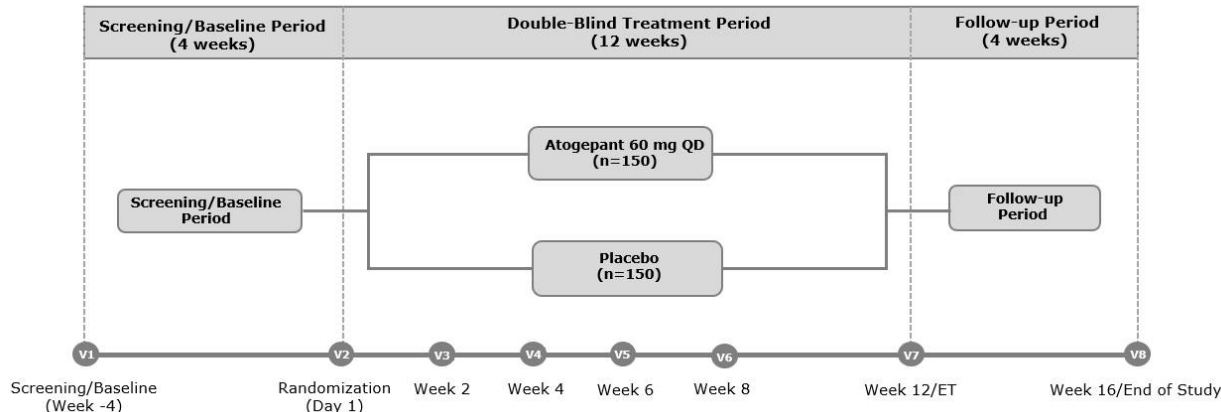 Screening/Baseline Period
(4 weeks)
Double-Blind Treatment Period
(12 weeks)
Follow-up Period
(4 weeks)
Atogepant 60 mg QD
(n=150)
Screening/Baseline
Period
Follow-up
Period
Placebo
(n=150)
V1
V2
V3
V4
V5
V6
V7
V8
Screening/Baseline
(Week -4)
Randomization
(Day 1)
Week 2
Week 4
Week 6
Week 8
Week 12/ET
Week 16/End of Study